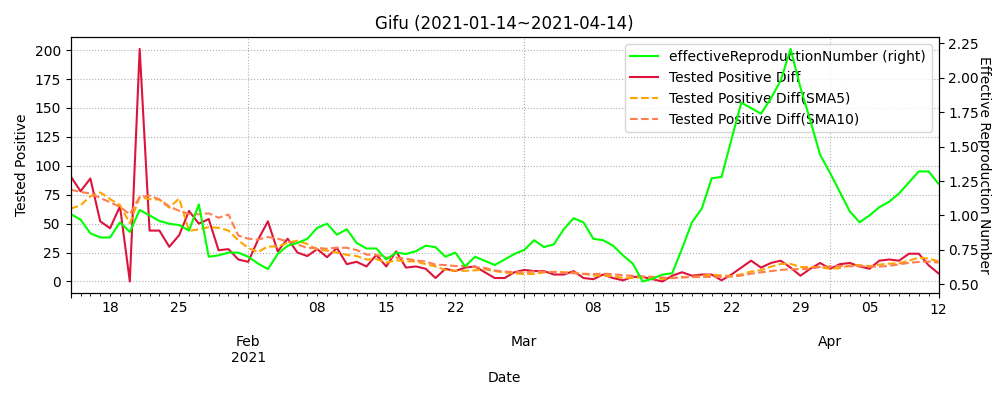 Gifu (2021-01-14~2021-04-14)
effectiveReproductionNumber (right)
Tested Positive Diff
Tested Positive Diff(SMA5)
Tested Positive Diff(SMA10)
Tested Positive
200
175
150
125
100
75
50
25
0
Effective Reproduction Number
2.25
2.00
1.75
1.50
1.25
1.00
0.75
0.50
18 25 08 15 22 08 15 22 29 05 12
Feb Mar Apr
2021
Date